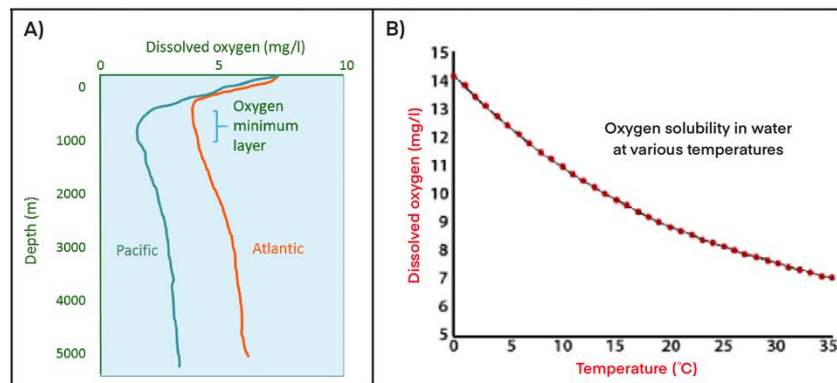 A)
Dissolved oxygen (mg/l)
0
5
10
0
1000
2000
3000
4000
5000
Depth (m)
Oxygen
minimum
layer
Pacific
Atlantic
B)
15
14
13
12
11
10
9
8
7
6
5
Dissolved oxygen (mg/l)
Oxygen solubility in water
at various temperatures
0
5
10
15
20
25
30
35
Temperature (°C)